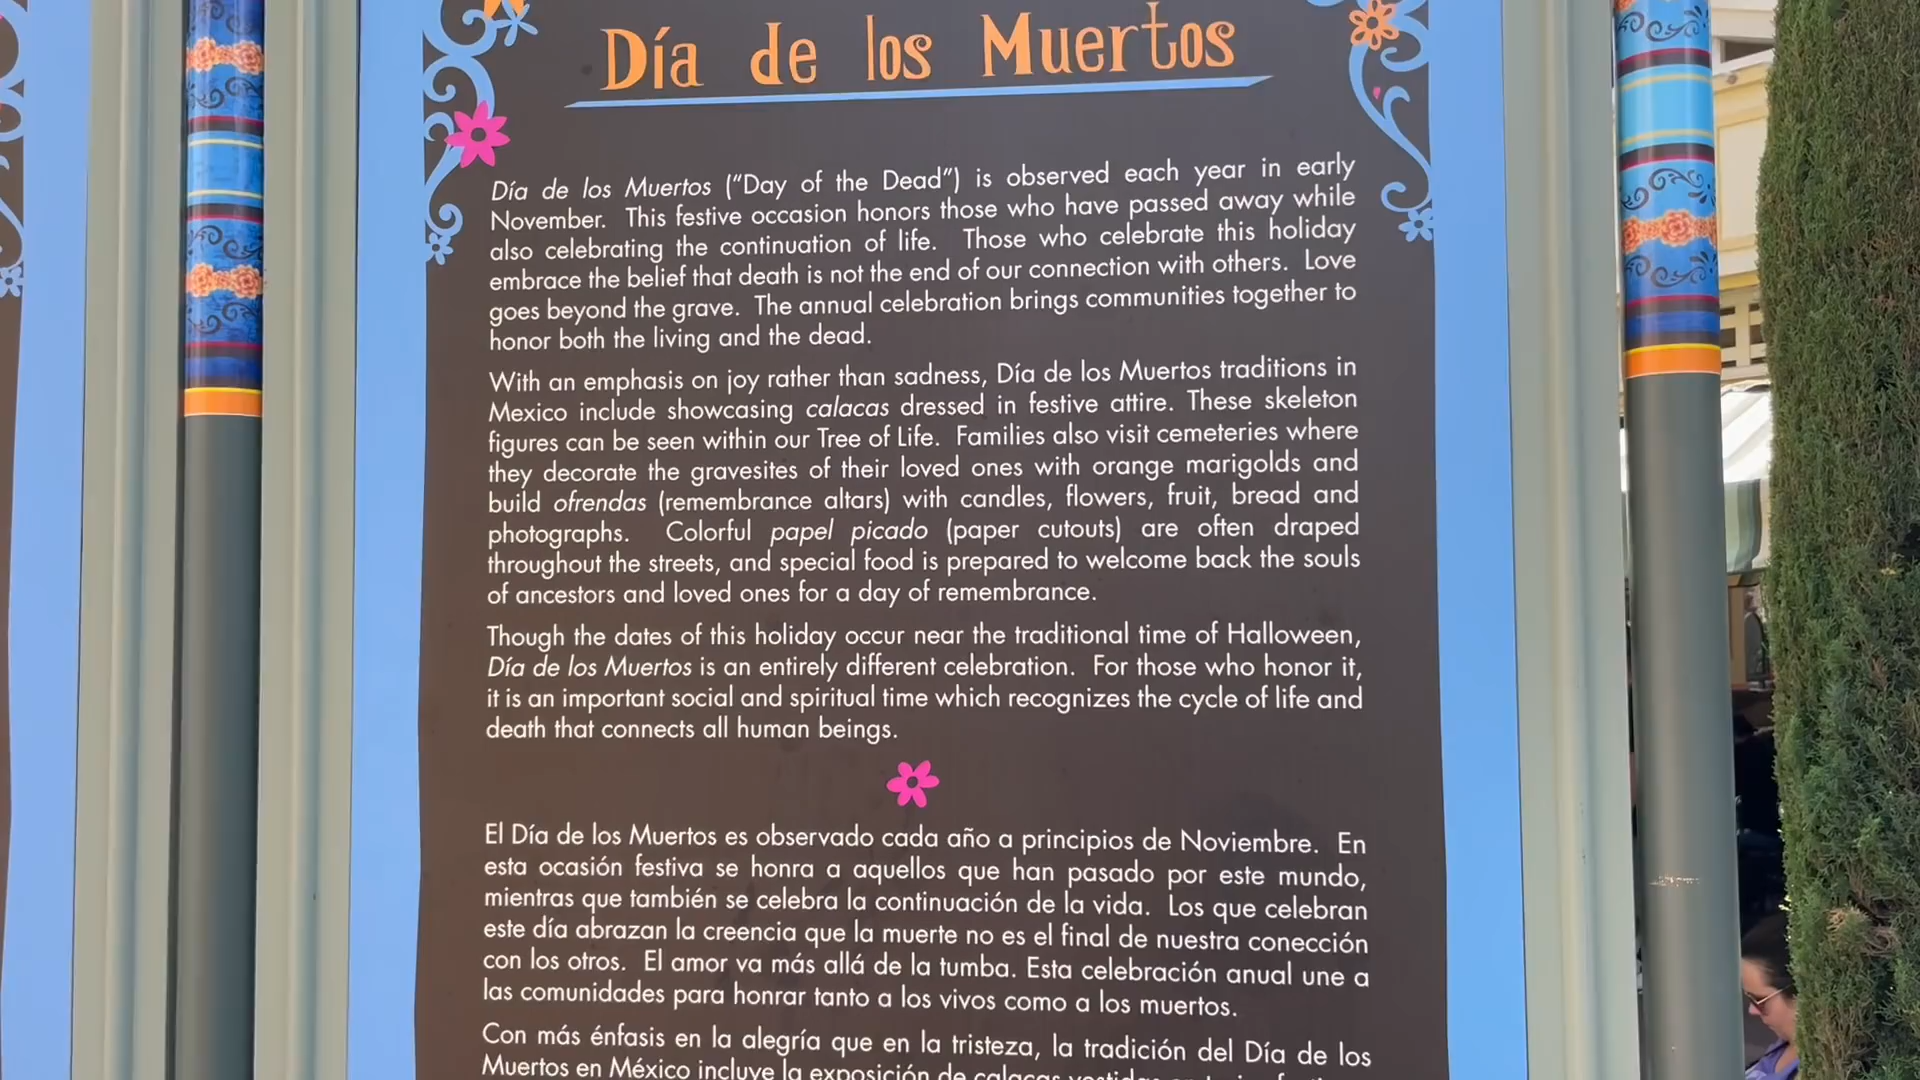 Día de los Muertos
Día de los Muertos (“Day of the Dead”) is observed each year in early
November. This festive occasion honors those who have passed away while
also celebrating the continuation of life. Those who celebrate this holiday
embrace the belief that death is not the end of our connection with others. Love
goes beyond the grave. The annual celebration brings communities together to
honor both the living and the dead.
With an emphasis on joy rather than sadness, Día de los Muertos traditions in
Mexico include showcasing calacas dressed in festive attire. These skeleton
figures can be seen within our Tree of Life. Families also visit cemeteries where
they decorate the gravesites of their loved ones with orange marigolds and
build ofrendas (remembrance altars) with candles, flowers, fruit, bread and
photographs. Colorful papel picado (paper cutouts) are often draped
throughout the streets, and special food is prepared to welcome back the souls
of ancestors and loved ones for a day of remembrance.
Though the dates of this holiday occur near the traditional time of Halloween,
Día de los Muertos is an entirely different celebration. For those who honor it,
it is an important social and spiritual time which recognizes the cycle of life and
death that connects all human beings.
El Día de los Muertos es observado cada año a principios de Noviembre. En
esta ocasión festiva se honra a aquellos que han pasado por este mundo,
mientras que también se celebra la continuación de la vida. Los que celebran
este día abrazan la creencia que la muerte no es el final de nuestra conección
con los otros. El amor va más allá de la tumba. Esta celebración anual une a
las comunidades para honrar tanto a los vivos como a los muertos.
Con más énfasis en la alegría que en la tristeza, la tradición del Día de los
Muertos en México incluye la exposición de calacas